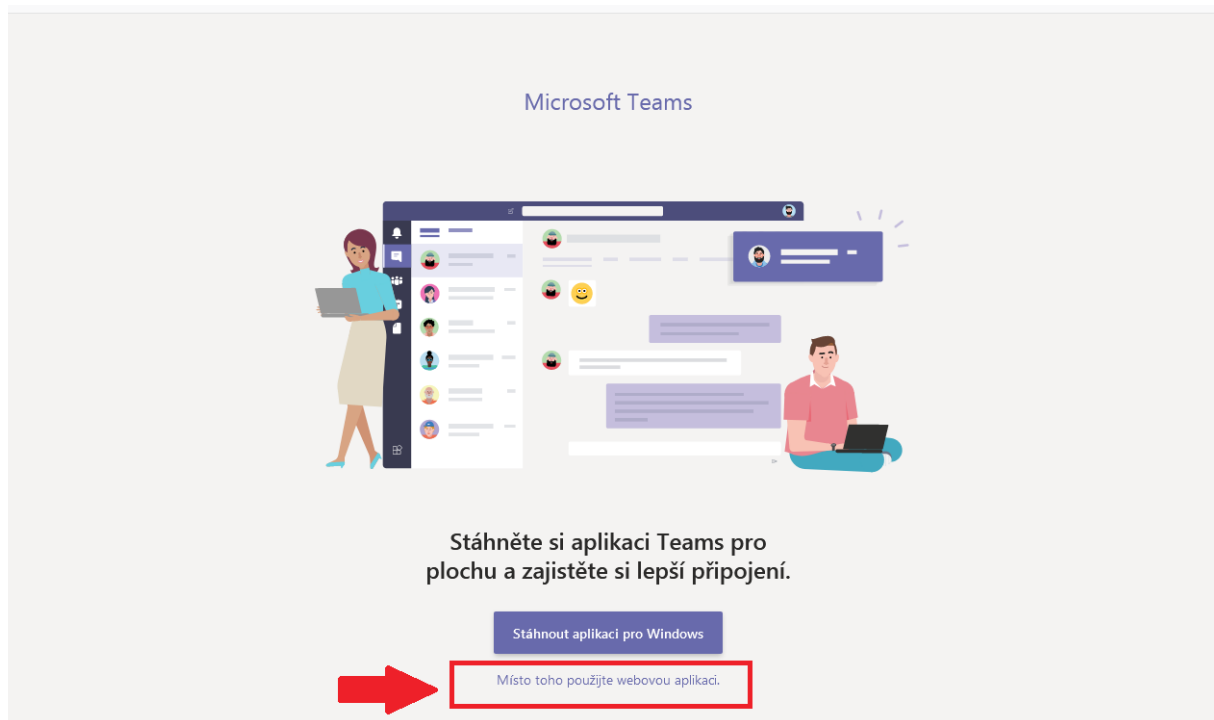 Microsoft Teams
Stáhněte si aplikaci Teams pro
plochu a zajistěte si lepší připojení.
Stáhnout aplikaci pro Windows
Místo toho použijte webovou aplikaci.